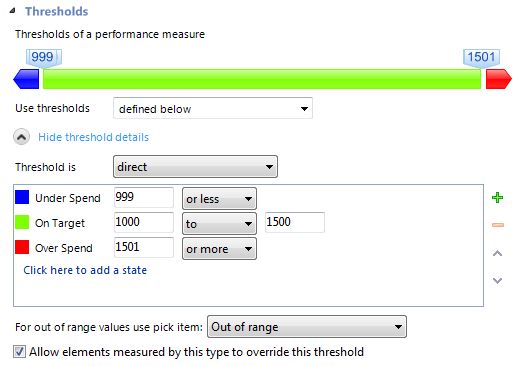 Thresholds
Thresholds of a performance measure
999 1501
Use thresholds defined below
Hide threshold details
Threshold is direct
Under Spend 999 or less
On Target 1000 to 1500
Over Spend 1501 or more
Click here to add a state
For out of range values use pick item: Out of range
Allow elements measured by this type to override this threshold